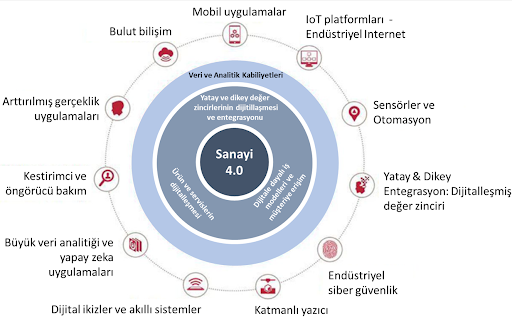 Mobil uygulamalar
IoT platformları -
Endüstriyel Internet
Bulut bilişim
Veri ve Analitik Kabiliyetleri
Arttırılmış gerçeklik
uygulamaları
Yatay ve dikey değer
zincirlerinin dijitilaşmesi
ve entegrasyonu
Sensörler ve
Otomasyon
Sanayi
4.0
Kestirimci ve
öngörücü bakım
Ürün ve servislerin
dijitalleşmesi
Dijitale dayalı iş
modelleri ve
müşteriye erişim
Yatay & Dikey
Entegrasyon: Dijitalleşmiş
değer zinciri
Büyük veri analitiği ve
yapay zeka
uygulamaları
Endüstriyel
siber güvenlik
Dijital ikizler ve akıllı sistemler
Katmanlı yazıcı